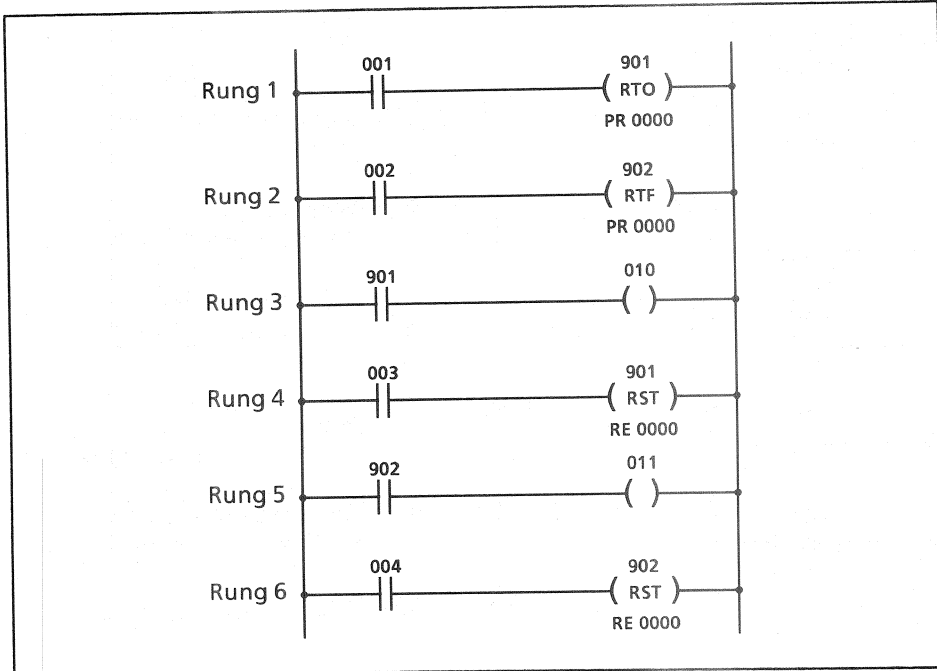 001 901
Rung 1 RTO
PR 0000
002 902
Rung 2 RTF
PR 0000
901 010
Rung 3
003 901
Rung 4 RST
RE 0000
902 011
Rung 5
004 902
Rung 6 RST
RE 0000